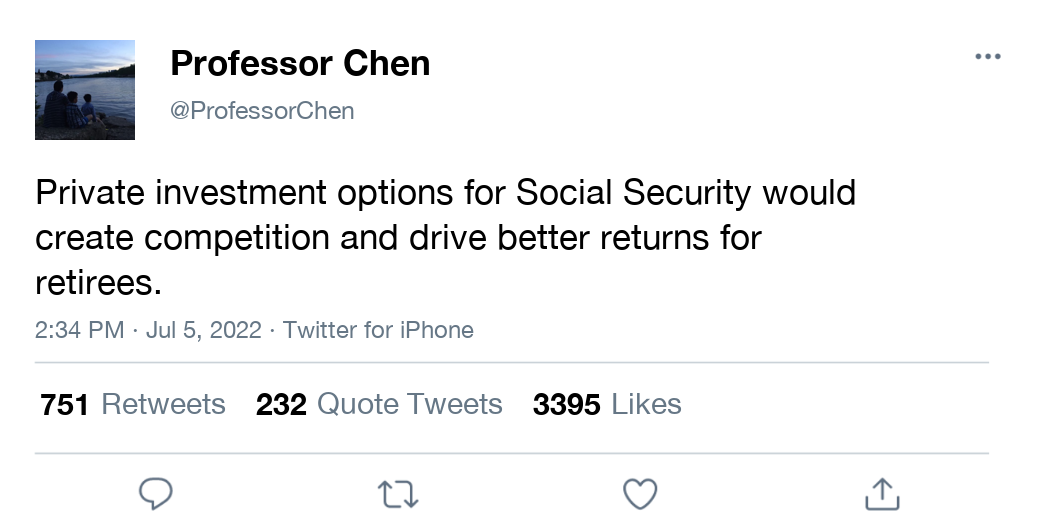 Professor Chen
@ProfessorChen
Private investment options for Social Security would
create competition and drive better returns for
retirees.
2:34 PM · Jul 5, 2022 · Twitter for iPhone
751 Retweets 232 Quote Tweets 3395 Likes